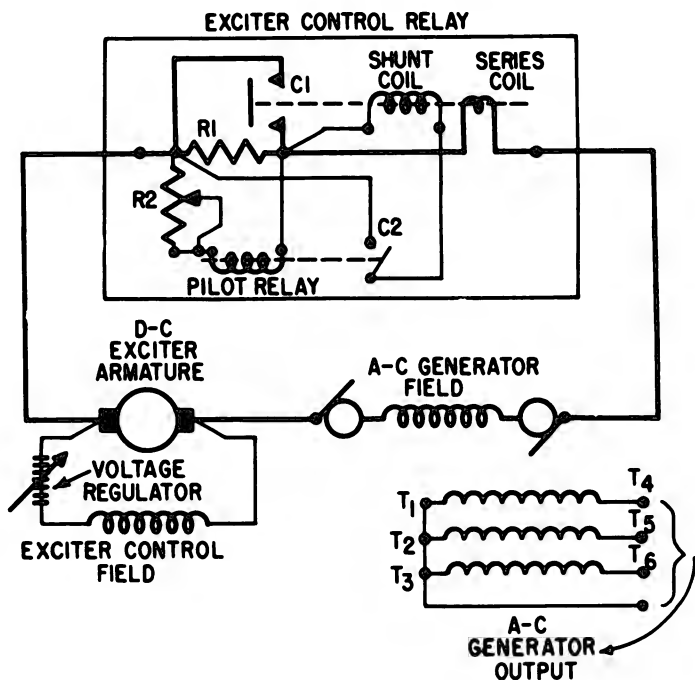 EXCITER CONTROL RELAY
SHUNT
COIL
SERIES
COIL
C1
R1
R2
C2
PILOT RELAY
D-C
EXCITER
ARMATURE
A-C GENERATOR
FIELD
VOLTAGE
REGULATOR
EXCITER CONTROL
FIELD
T1 T4
T2 T5
T3 T6
A-C
GENERATOR
OUTPUT